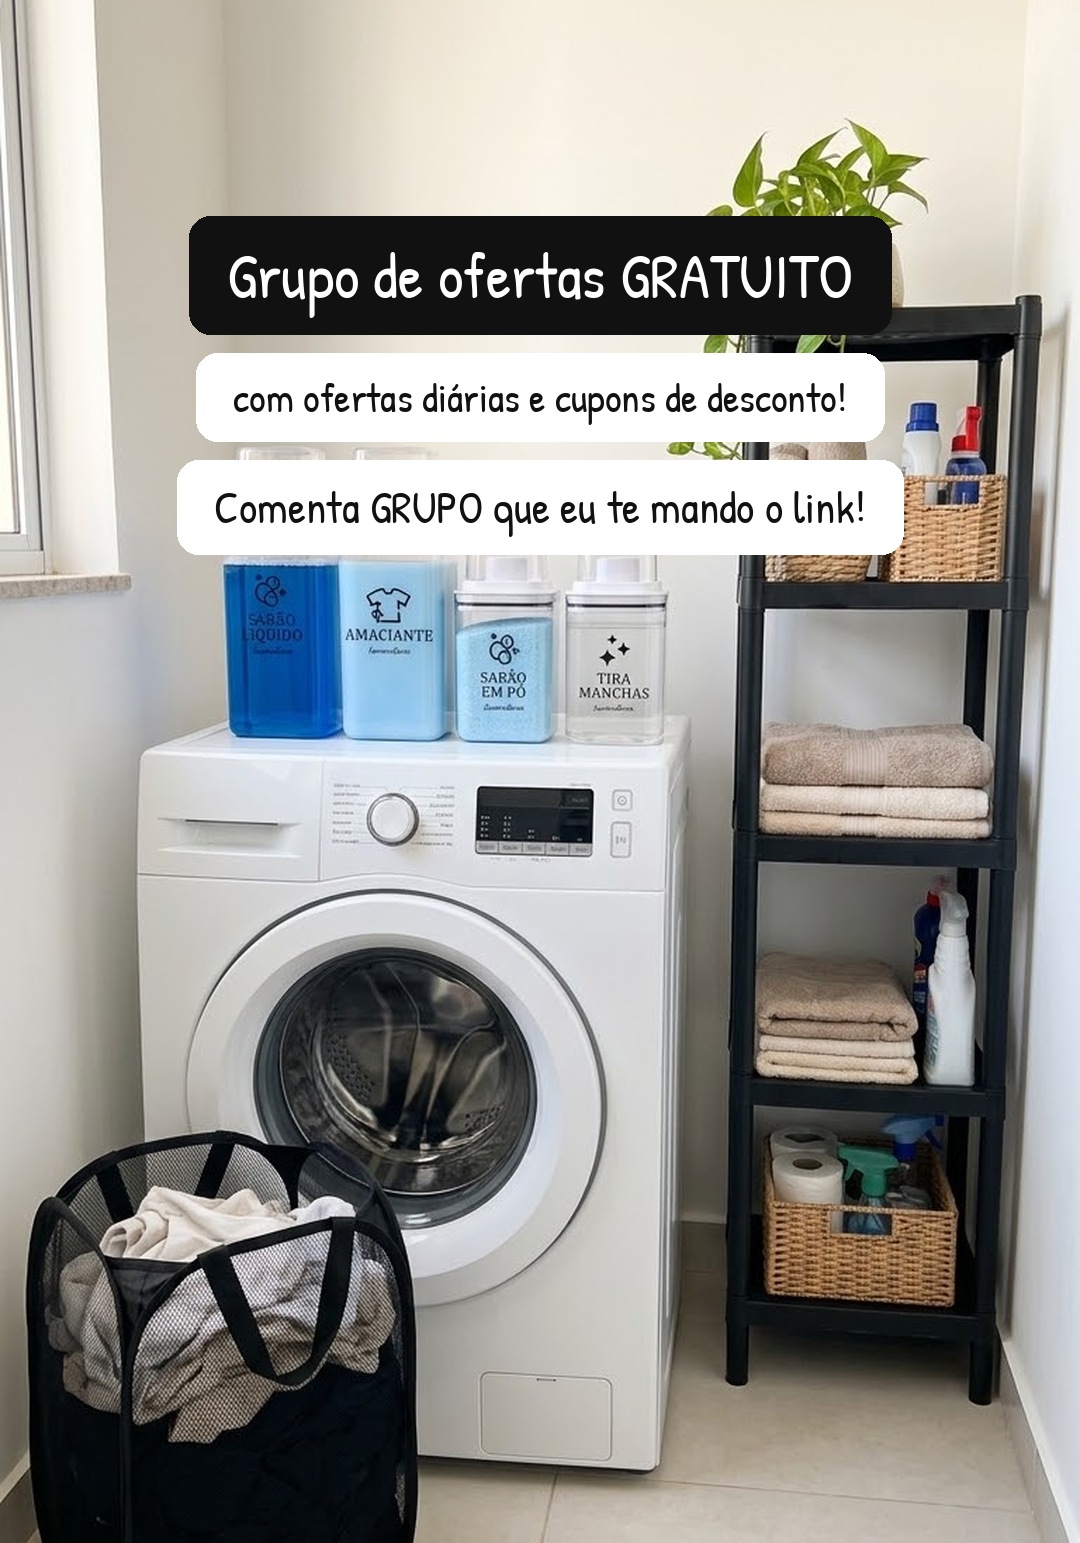 Grupo de ofertas GRATUITO
com ofertas diárias e cupons de desconto!
Comenta GRUPO que eu te mando o link!
SABÃO
LÍQUIDO
AMACIANTE
SABÃO
EM PÓ
TIRA
MANCHAS